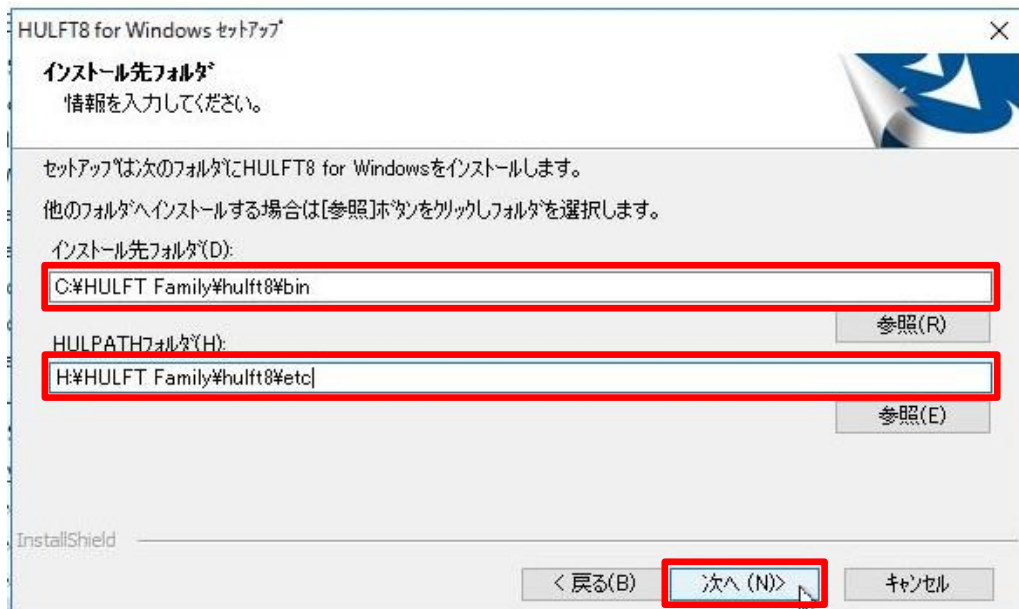 HULFT8 for Windows ｾｯﾄｱｯﾌﾟ
ｲﾝｽﾄｰﾙ先ﾌｫﾙﾀﾞ
情報を入力してください。
ｾｯﾄｱｯﾌﾟは次のﾌｫﾙﾀﾞにHULFT8 for Windowsをｲﾝｽﾄｰﾙします。
他のﾌｫﾙﾀﾞへｲﾝｽﾄｰﾙする場合は[参照]ﾎﾞﾀﾝをｸﾘｯｸしﾌｫﾙﾀﾞを選択します。
ｲﾝｽﾄｰﾙ先ﾌｫﾙﾀﾞ(D):
C:¥HULFT Family¥hulft8¥bin
参照(R)
HULPATHﾌｫﾙﾀﾞ(H):
H:¥HULFT Family¥hulft8¥etc
参照(E)
InstallShield
< 戻る(B) 次へ (N)> ｷｬﾝｾﾙ